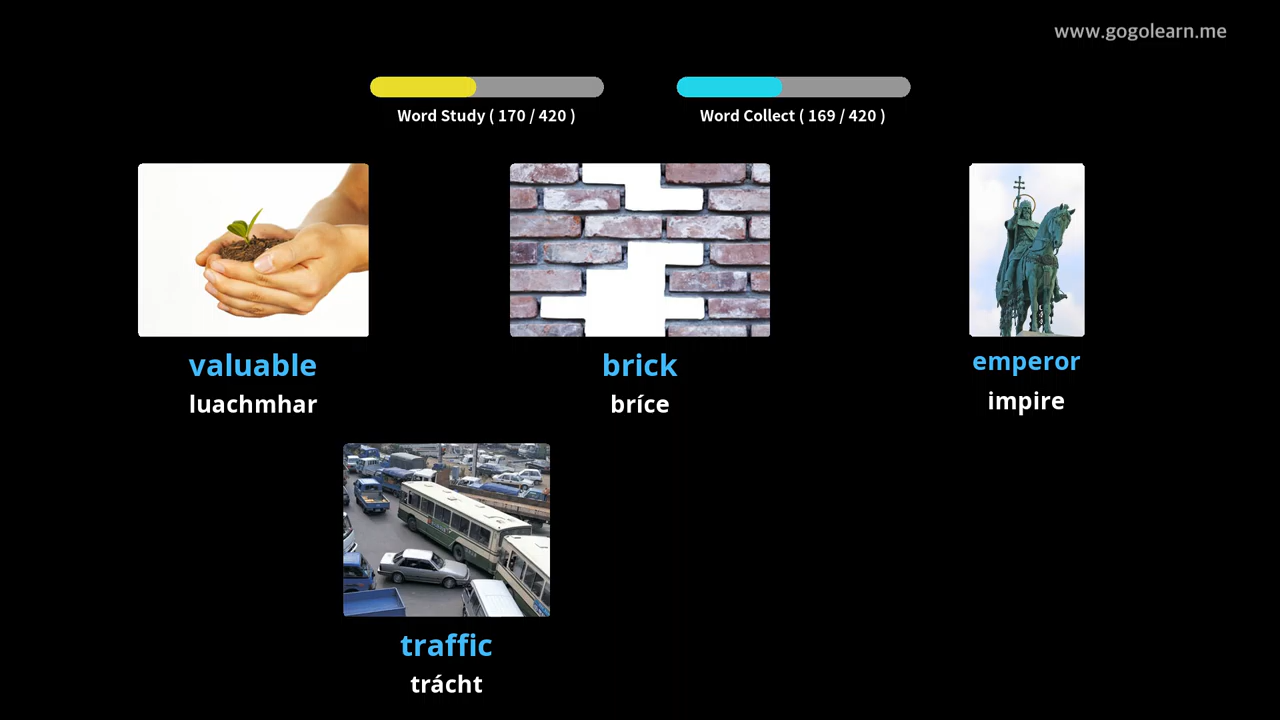 www.gogolearn.me
Word Study ( 170 / 420 )
Word Collect ( 169 / 420 )
valuable
luachmhar
brick
bríce
emperor
impire
traffic
trácht